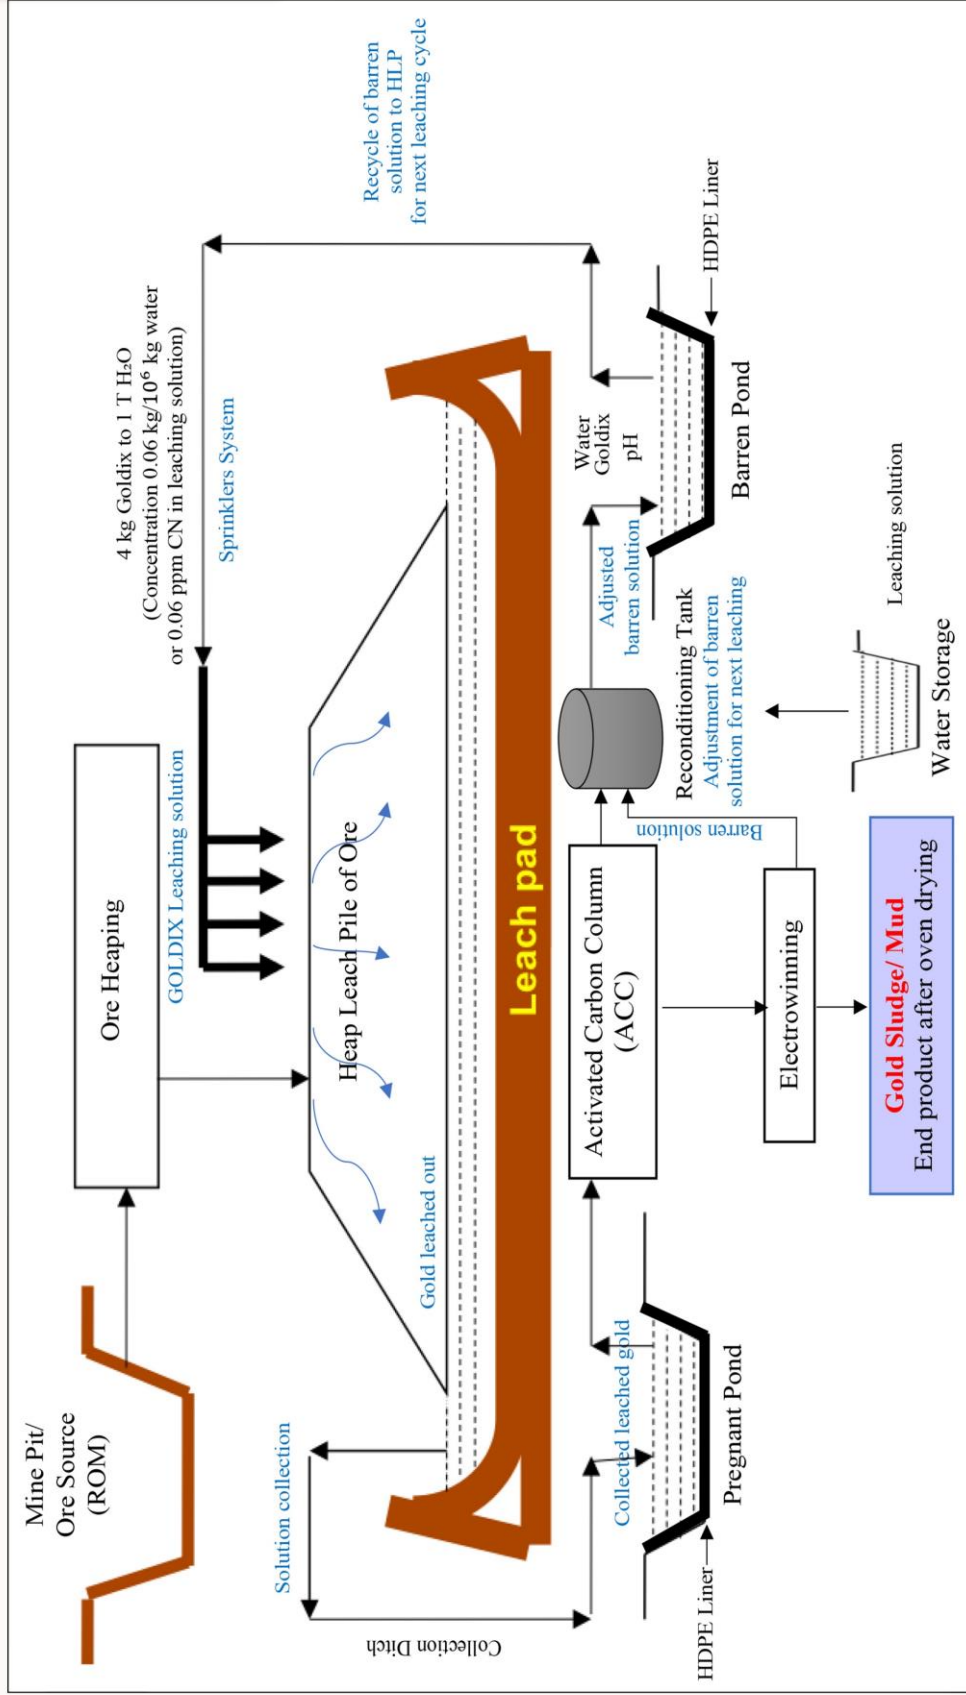 Mine Pit/
Ore Source
(ROM)
Ore Heaping
4 kg Goldix to 1 T H₂O
(Concentration 0.06 kg/10⁶ kg water
or 0.06 ppm CN in leaching solution)
GOLDIX Leaching solution
Sprinklers System
Recycle of barren
solution to HLP
for next leaching cycle
Solution collection
Heap Leach Pile of Ore
Gold leached out
Collection Ditch
Leach pad
Collected leached gold
Pregnant Pond
HDPE Liner
Activated Carbon Column
(ACC)
Electrowinning
Gold Sludge/ Mud
End product after oven drying
Barren solution
Reconditioning Tank
Adjustment of barren
solution for next leaching
Adjusted
barren solution
Water
Goldix
pH
Barren Pond
HDPE Liner
Leaching solution
Water Storage